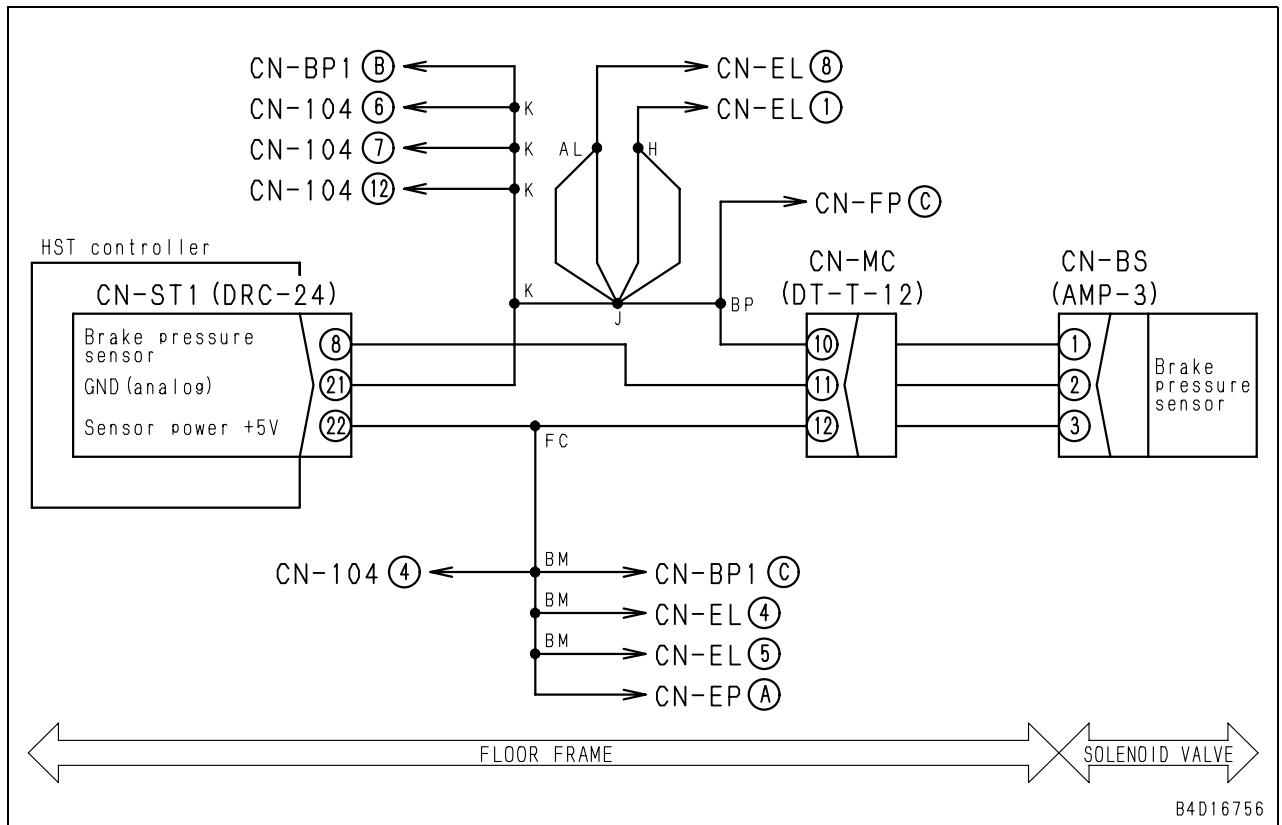 CN-BP1 B
CN-EL 8
CN-104 6
K
CN-EL 1
CN-104 7
K
AL
H
CN-104 12
K
CN-FP C
HST controller
CN-MC
CN-BS
CN-ST1 (DRC-24)
K
J
BP
(DT-T-12)
(AMP-3)
Brake pressure
sensor
8
10
1
GND (analog)
21
11
2
Brake
pressure
sensor
Sensor power +5V
22
FC
12
3
CN-104 4
BM
CN-BP1 C
BM
CN-EL 4
BM
CN-EL 5
CN-EP A
FLOOR FRAME
SOLENOID VALVE
B4D16756